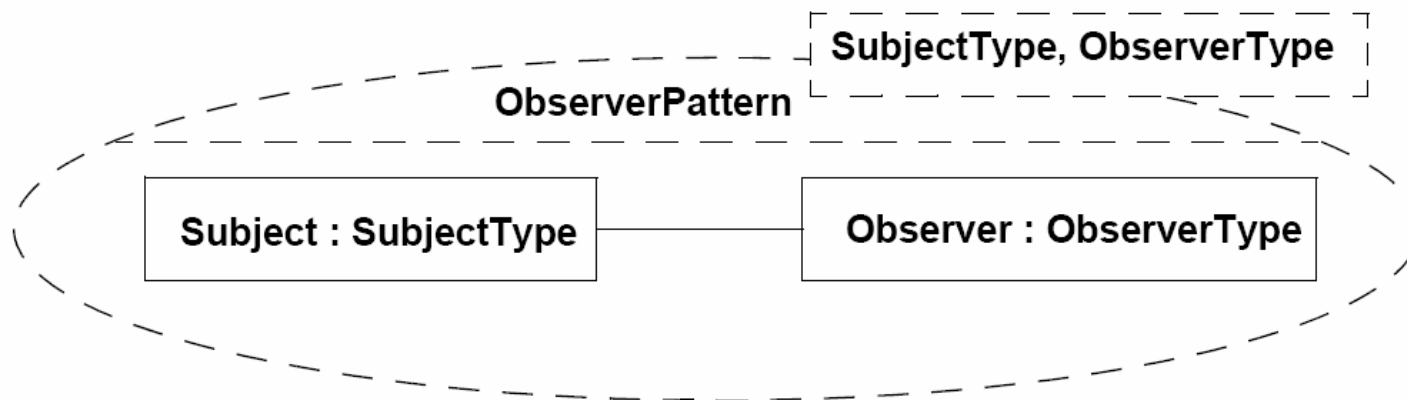 SubjectType, ObserverType
ObserverPattern
Subject : SubjectType
Observer : ObserverType